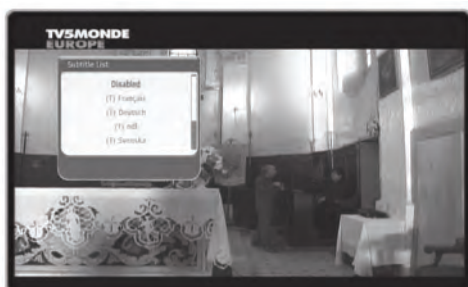 TV5MONDE
EUROPE
Subtitle List
Disabled
(T) Français
(T) Deutsch
(T) ndl
(T) Svenska